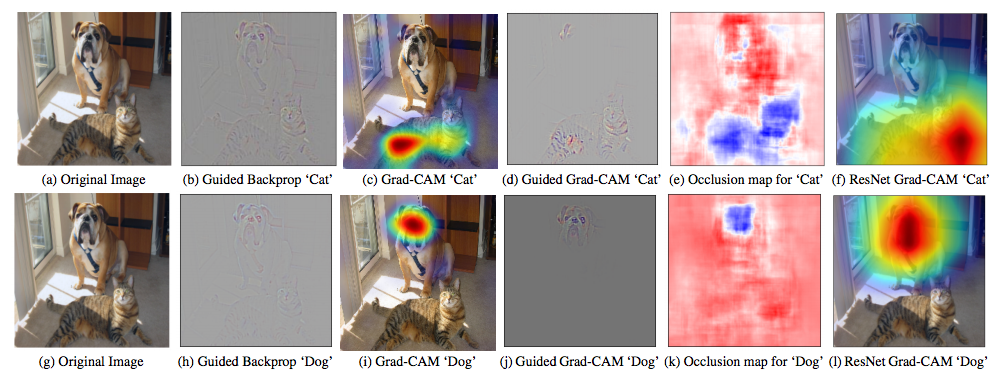 (a) Original Image (b) Guided Backprop ‘Cat’ (c) Grad-CAM ‘Cat’ (d) Guided Grad-CAM ‘Cat’ (e) Occlusion map for ‘Cat’ (f) ResNet Grad-CAM ‘Cat’
(g) Original Image (h) Guided Backprop ‘Dog’ (i) Grad-CAM ‘Dog’ (j) Guided Grad-CAM ‘Dog’ (k) Occlusion map for ‘Dog’ (l) ResNet Grad-CAM ‘Dog’